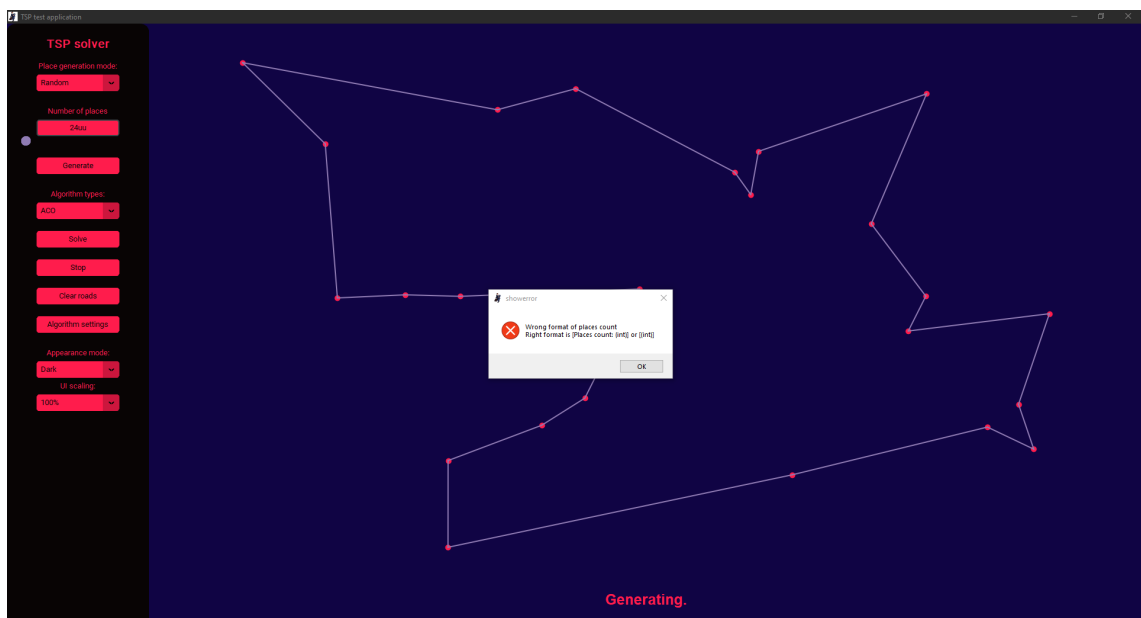 TSP test application
TSP solver
Place generation mode:
Random
Number of places
24uu
Generate
Algorithm types:
ACO
Solve
Stop
Clear roads
Algorithm settings
Appearance mode:
Dark
UI scaling:
100%
showerror
Wrong format of places count
Right format is [Places count: (int)] or [(int)]
OK
Generating.